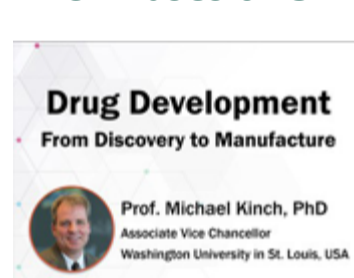 Drug Development
From Discovery to Manufacture
Prof. Michael Kinch, PhD
Associate Vice Chancellor
Washington University in St. Louis, USA